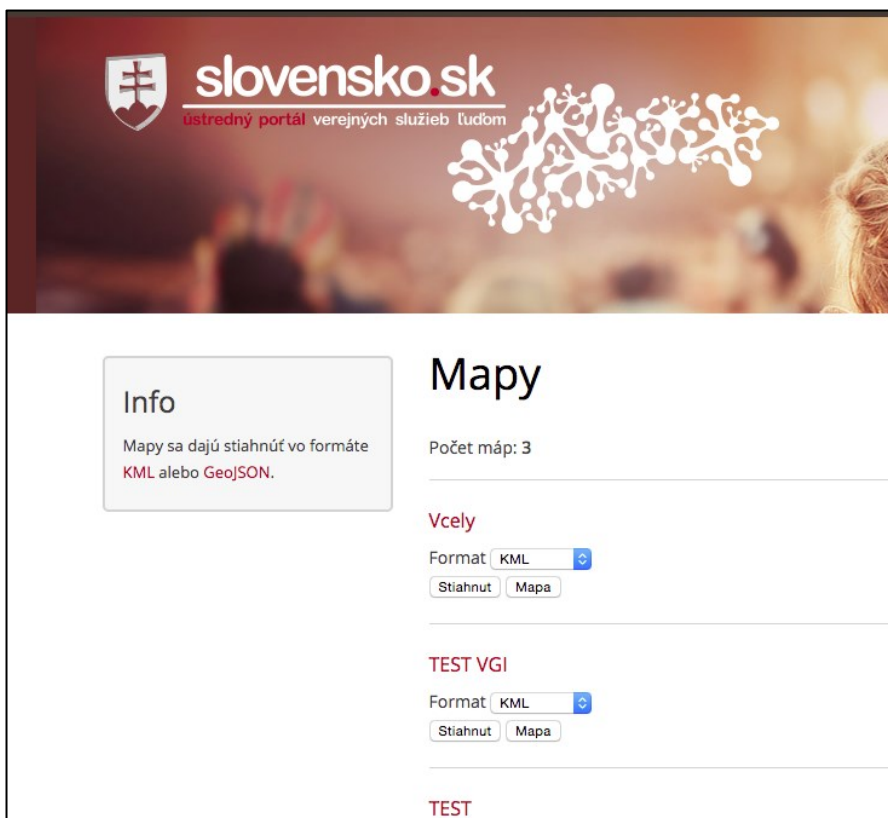 slovensko.sk
ústredný portál verejných služieb ľuďom
Info
Mapy sa dajú stiahnúť vo formáte
KML alebo GeoJSON.
Mapy
Počet máp: 3
Vcely
Format KML
Stiahnut Mapa
TEST VGI
Format KML
Stiahnut Mapa
TEST